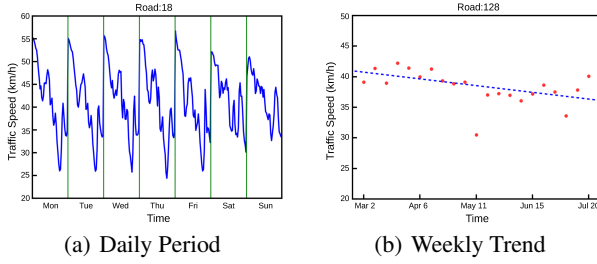 Road:18
Traffic Speed (km/h)
60
55
50
45
40
35
30
25
20
Mon Tue Wed Thu Fri Sat Sun
Time
(a) Daily Period
Road:128
Traffic Speed (km/h)
50
45
40
35
30
25
20
Mar 2 Apr 6 May 11 Jun 15 Jul 20
Time
(b) Weekly Trend